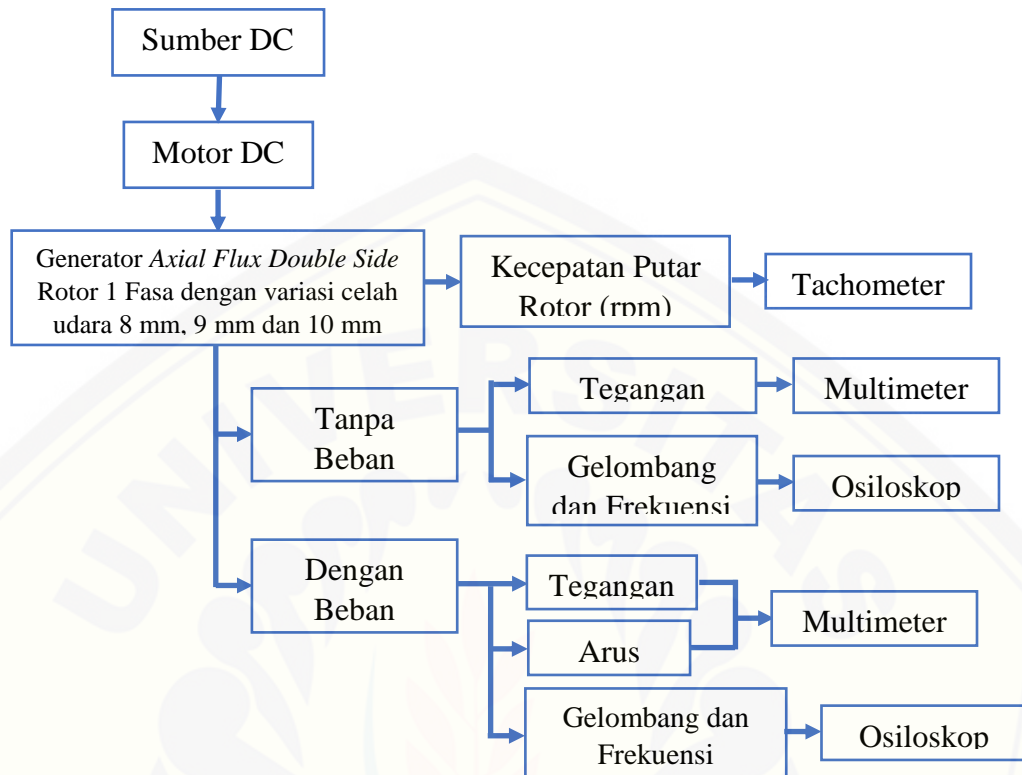 Sumber DC
Motor DC
Generator Axial Flux Double Side
Rotor 1 Fasa dengan variasi celah
udara 8 mm, 9 mm dan 10 mm
Kecepatan Putar
Rotor (rpm)
Tachometer
Tanpa
Beban
Tegangan
Multimeter
Gelombang
dan Frekuensi
Osiloskop
Dengan
Beban
Tegangan
Arus
Multimeter
Gelombang dan
Frekuensi
Osiloskop
UNIVERSITAS